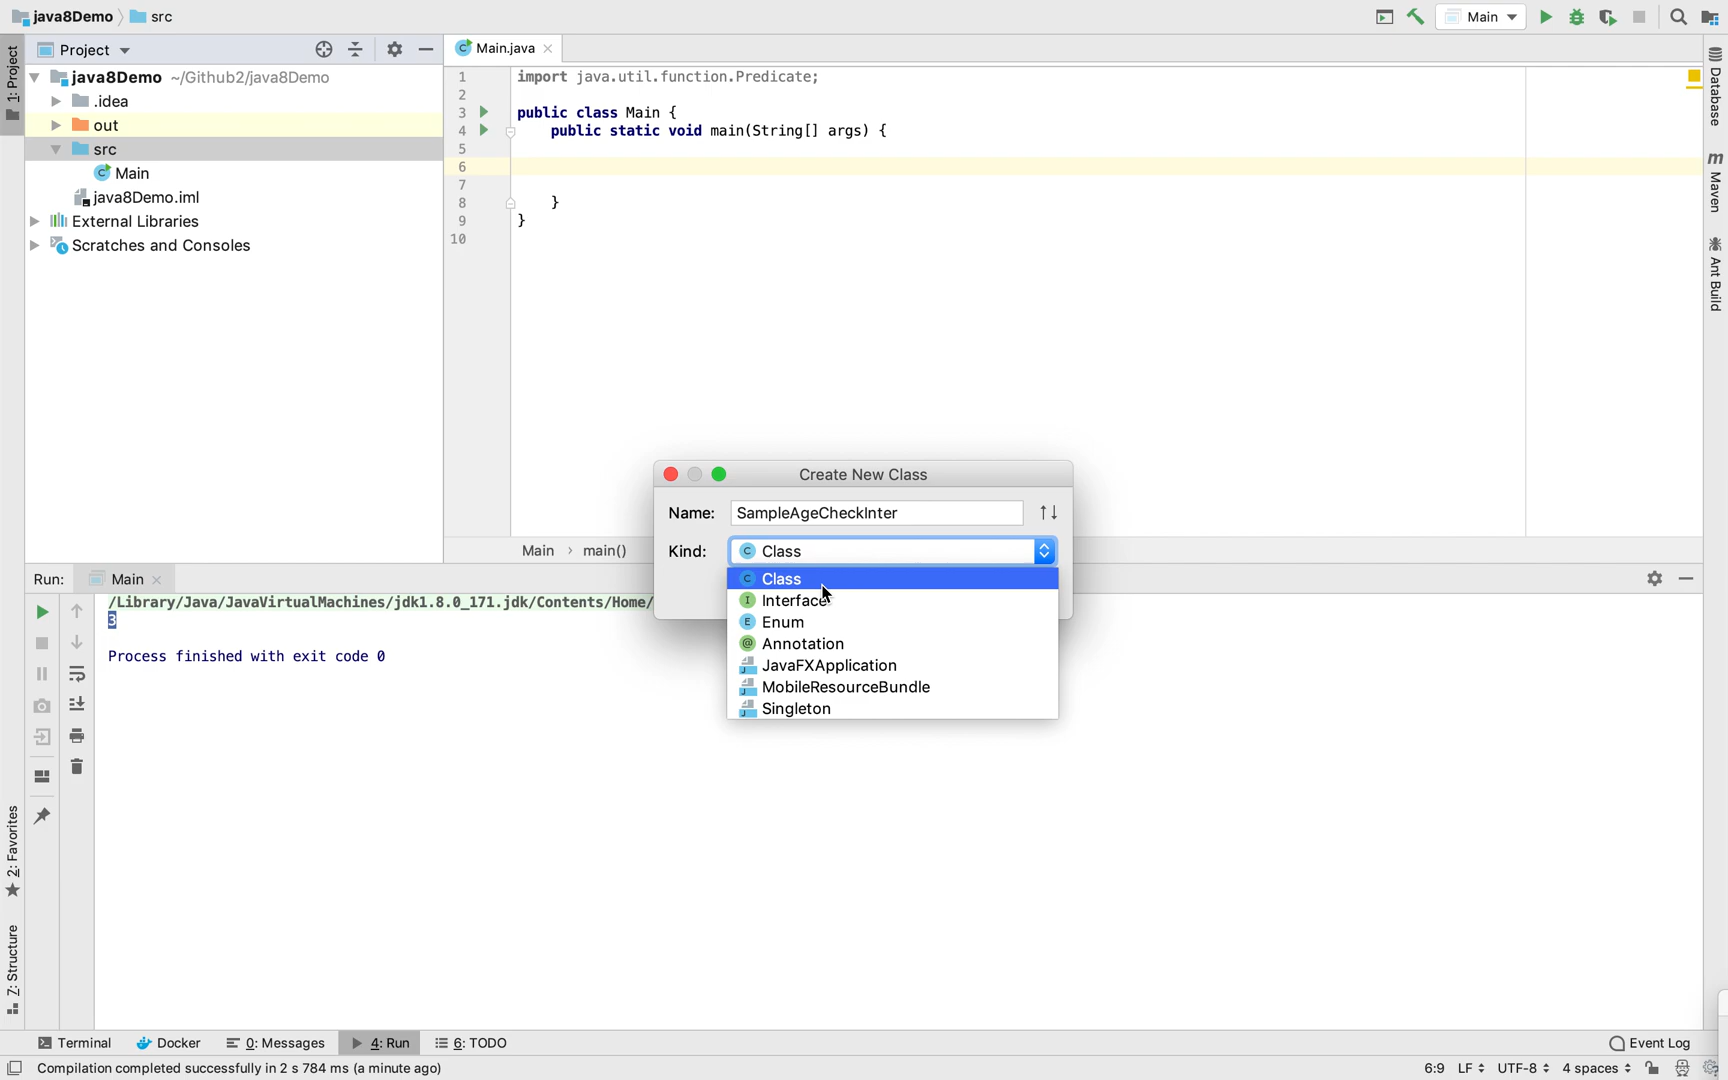 java8Demo
src
Main
1: Project
Project
java8Demo ~/Github2/java8Demo
.idea
out
src
Main
java8Demo.iml
External Libraries
Scratches and Consoles
Main.java
1 import java.util.function.Predicate;
2
3 public class Main {
4 public static void main(String[] args) {
5
6
7
8 }
9 }
10
Main › main()
Database
m Maven
Ant Build
Create New Class
Name: SampleAgeCheckInter
Kind: Class
Class
Interface
Enum
Annotation
JavaFXApplication
MobileResourceBundle
Singleton
Run: Main
/Library/Java/JavaVirtualMachines/jdk1.8.0_171.jdk/Contents/Home/
3
Process finished with exit code 0
2: Favorites
Z: Structure
Terminal
Docker
0: Messages
4: Run
6: TODO
Event Log
Compilation completed successfully in 2 s 784 ms (a minute ago)
6:9 LF UTF-8 4 spaces